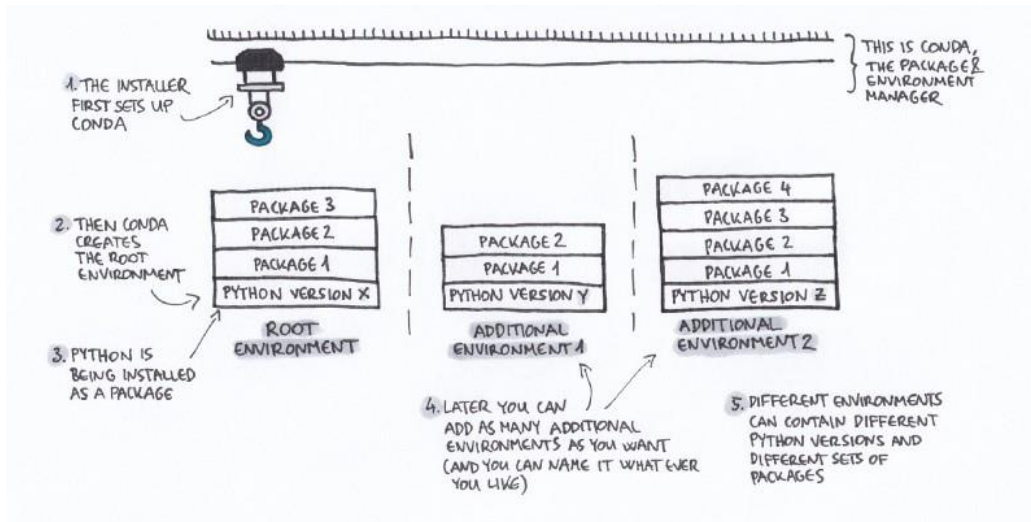 THIS IS CONDA,
THE PACKAGE &
ENVIRONMENT
MANAGER
1. THE INSTALLER
FIRST SETS UP
CONDA
2. THEN CONDA
CREATES
THE ROOT
ENVIRONMENT
3. PYTHON IS
BEING INSTALLED
AS A PACKAGE
PACKAGE 3
PACKAGE 2
PACKAGE 1
PYTHON VERSION X
ROOT
ENVIRONMENT
PACKAGE 2
PACKAGE 1
PYTHON VERSION Y
ADDITIONAL
ENVIRONMENT 1
PACKAGE 4
PACKAGE 3
PACKAGE 2
PACKAGE 1
PYTHON VERSION Z
ADDITIONAL
ENVIRONMENT 2
4. LATER YOU CAN
ADD AS MANY ADDITIONAL
ENVIRONMENTS AS YOU WANT
(AND YOU CAN NAME IT WHAT EVER
YOU LIKE)
5. DIFFERENT ENVIRONMENTS
CAN CONTAIN DIFFERENT
PYTHON VERSIONS AND
DIFFERENT SETS OF
PACKAGES